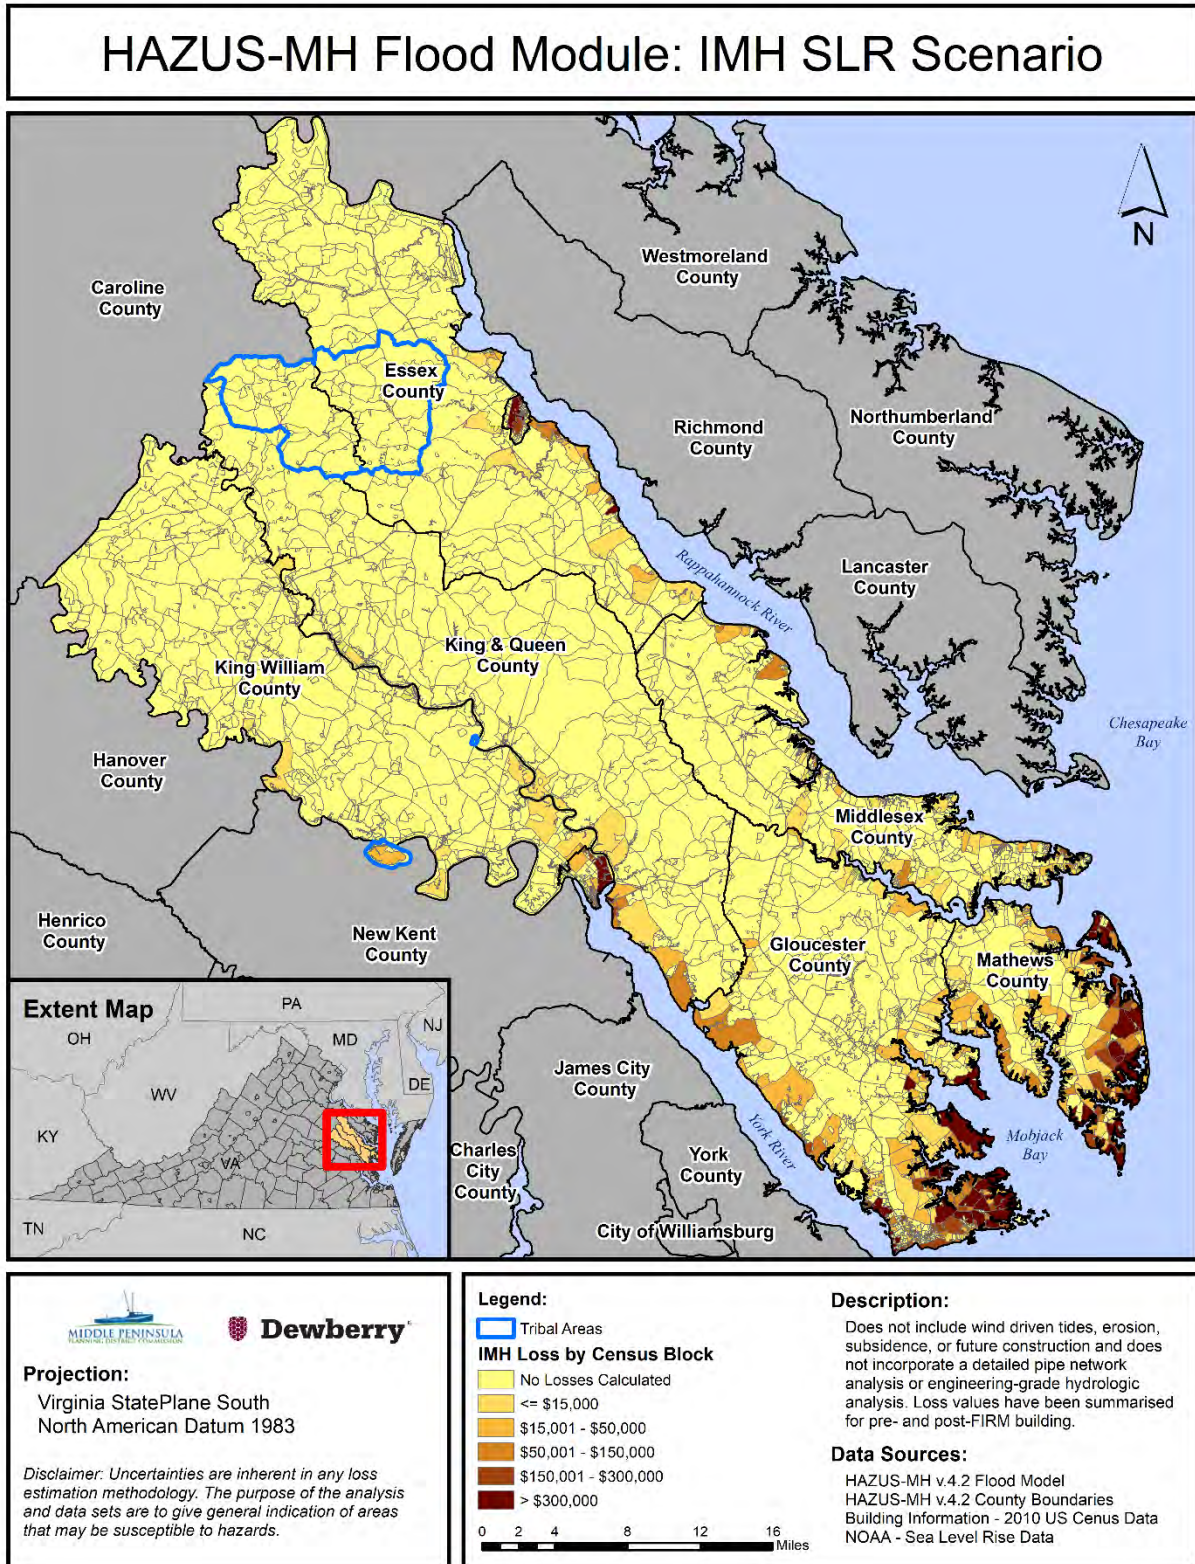 HAZUS-MH Flood Module: IMH SLR Scenario
N
Westmoreland
County
Caroline
County
Essex
County
Richmond
County
Northumberland
County
Rappahannock River
Lancaster
County
King & Queen
County
King William
County
Chesapeake
Bay
Hanover
County
Middlesex
County
Henrico
County
New Kent
County
Gloucester
County
Mathews
County
James City
County
York River
Mobjack
Bay
Charles
City
County
York
County
City of Williamsburg
Extent Map
PA
OH
MD
NJ
WV
DE
KY
VA
TN
NC
MIDDLE PENINSULA
PLANNING DISTRICT COMMISSION
Dewberry
Projection:
Virginia StatePlane South
North American Datum 1983
Disclaimer: Uncertainties are inherent in any loss
estimation methodology. The purpose of the analysis
and data sets are to give general indication of areas
that may be susceptible to hazards.
Legend:
Tribal Areas
IMH Loss by Census Block
No Losses Calculated
<= $15,000
$15,001 - $50,000
$50,001 - $150,000
$150,001 - $300,000
> $300,000
0 2 4 8 12 16
Miles
Description:
Does not include wind driven tides, erosion,
subsidence, or future construction and does
not incorporate a detailed pipe network
analysis or engineering-grade hydrologic
analysis. Loss values have been summarised
for pre- and post-FIRM building.
Data Sources:
HAZUS-MH v.4.2 Flood Model
HAZUS-MH v.4.2 County Boundaries
Building Information - 2010 US Cenus Data
NOAA - Sea Level Rise Data